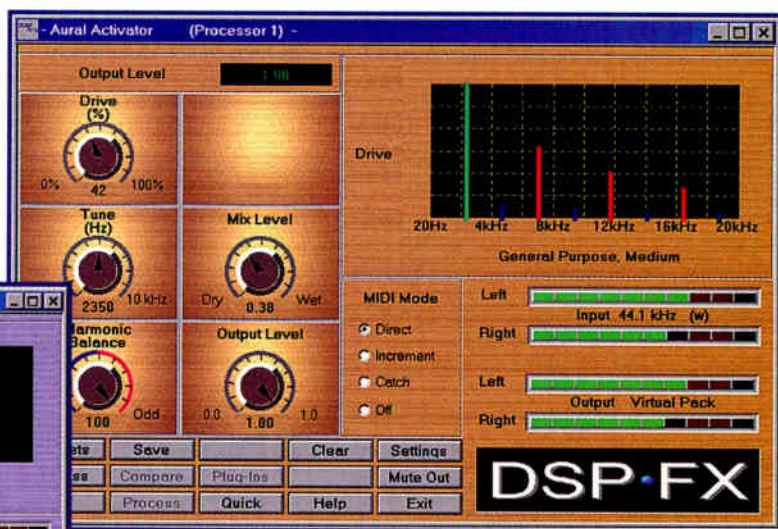 - Aural Activator (Processor 1) -
Output Level 1.00
Drive
(%)
0% 42 100%
Tune
(Hz)
2350 10 kHz
Mix Level
Dry 0.38 Wet
Balance
100 Odd
Output Level
0.0 1.00 1.0
Drive
20Hz 4kHz 8kHz 12kHz 16kHz 20kHz
General Purpose, Medium
MIDI Mode
Direct
Increment
Catch
Off
Left
Input 44.1 kHz (w)
Right
Left
Output Virtual Pack
Right
Save Clear Settings
Compare Plug-Ins Mute Out
Process Quick Help Exit
DSP·FX